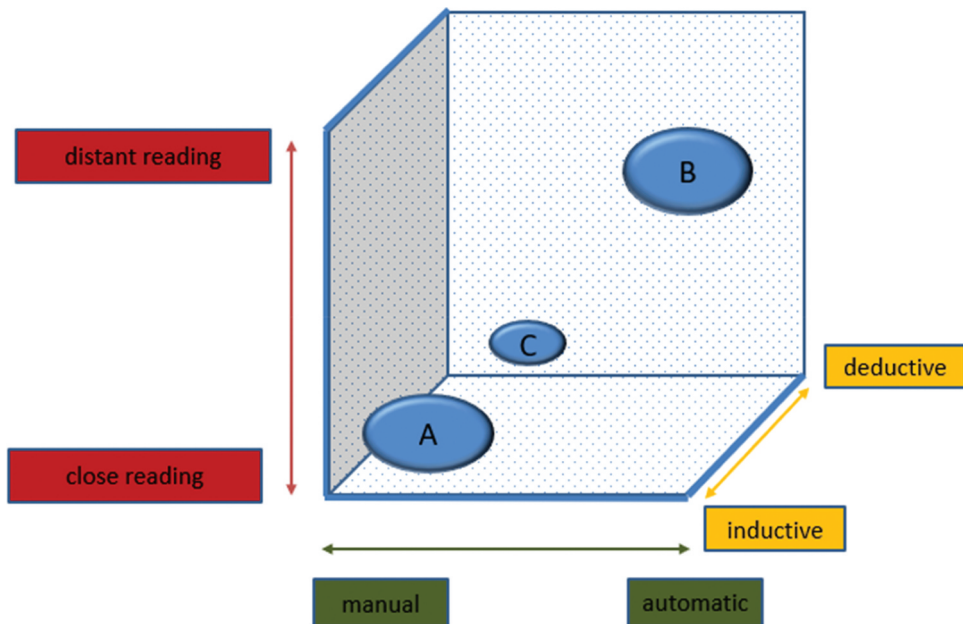 distant reading
B
C
deductive
A
close reading
inductive
manual
automatic